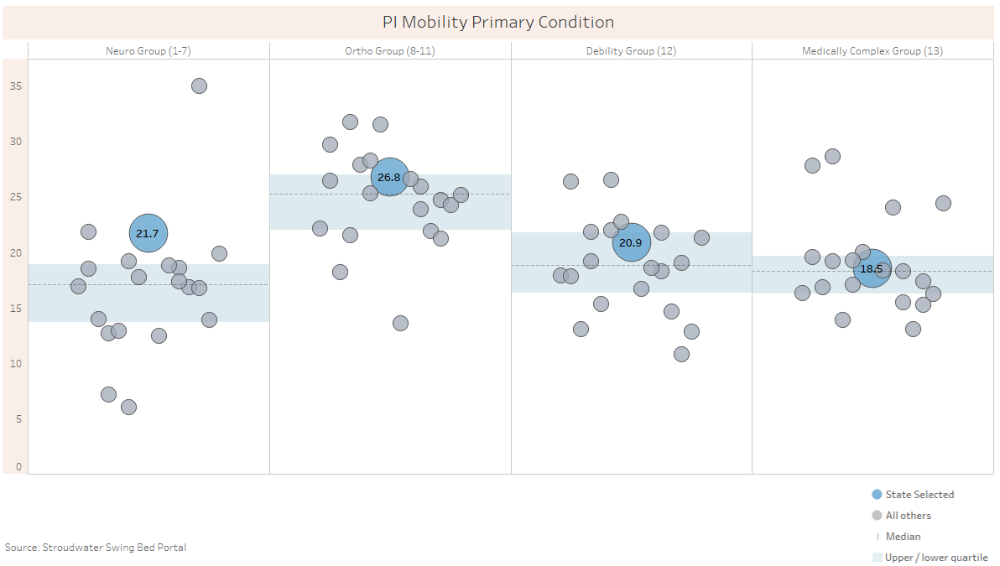 PI Mobility Primary Condition
Neuro Group (1-7)
Ortho Group (8-11)
Debility Group (12)
Medically Complex Group (13)
35
30
25
20
15
10
5
0
21.7
26.8
20.9
18.5
State Selected
All others
Median
Upper / lower quartile
Source: Stroudwater Swing Bed Portal